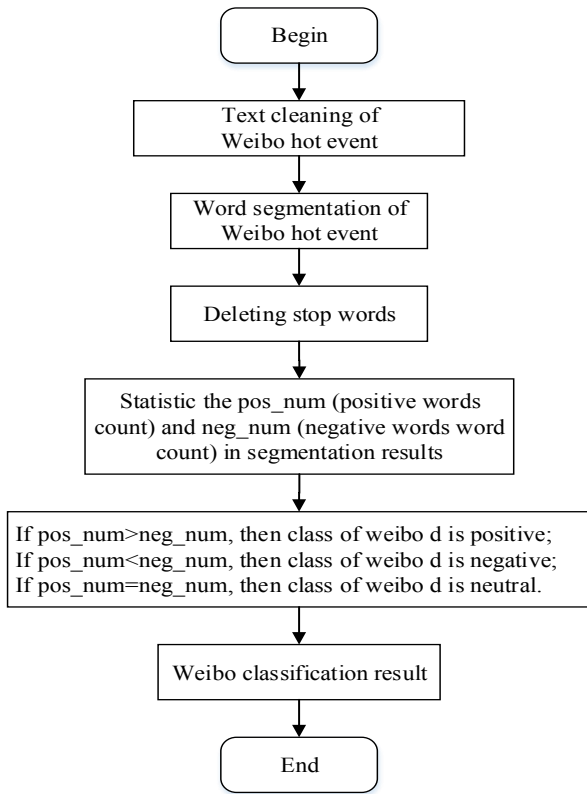 Begin
Text cleaning of
Weibo hot event
Word segmentation of
Weibo hot event
Deleting stop words
Statistic the pos_num (positive words
count) and neg_num (negative words word
count) in segmentation results
If pos_num>neg_num, then class of weibo d is positive;
If pos_num<neg_num, then class of weibo d is negative;
If pos_num=neg_num, then class of weibo d is neutral.
Weibo classification result
End